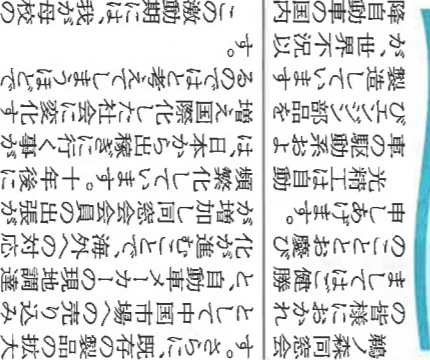 鵜ノ森同窓会
の皆様におかれ
ましてはご健勝
のこととお慶び
申しあげます。
光精工は自動
車の駆動系およ
びエンジン部品を
製造しています
が、世界不況以
降自動車の国内
す。さらに、既存の製品の拡大
として中国市場への売り込み
と、自動車メーカーの現地調達
化が進むことで、海外への対応
が増加し同窓会会員の出張が
頻繁化しています。十年後に
は、日本から出稼ぎに行く事が
増え国際化した社会に変化す
るのではと考えてしまうほどで
す。
この激動期には、我が母校の